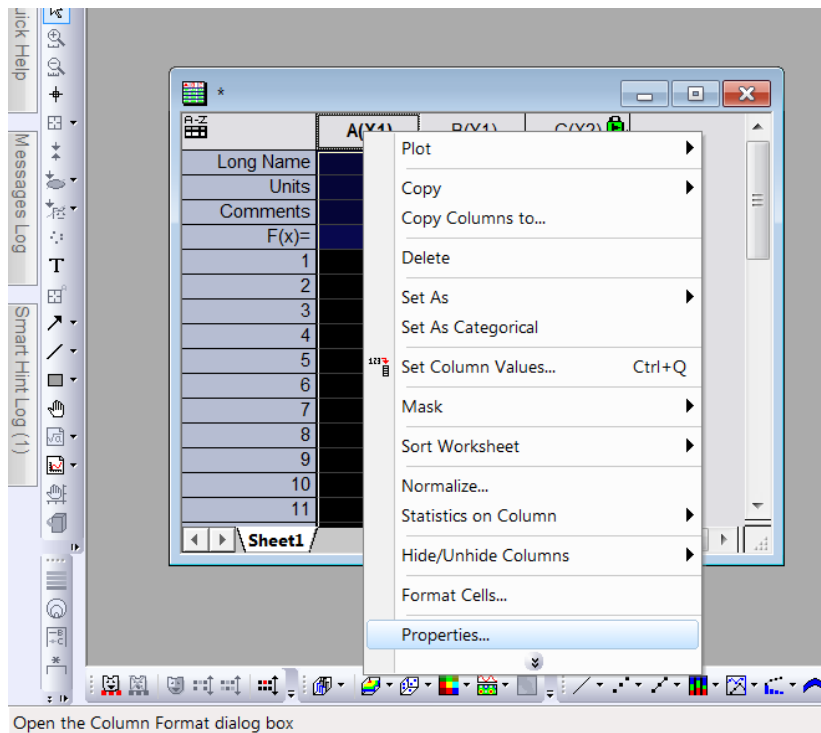 uick Help
Messages Log
Smart Hint Log (1)
*
A-Z
A(X1)
B(Y1)
C(X2)
Long Name
Units
Comments
F(x)=
1
2
3
4
5
6
7
8
9
10
11
Sheet1
Plot
Copy
Copy Columns to...
Delete
Set As
Set As Categorical
Set Column Values... Ctrl+Q
Mask
Sort Worksheet
Normalize...
Statistics on Column
Hide/Unhide Columns
Format Cells...
Properties...
T
Open the Column Format dialog box